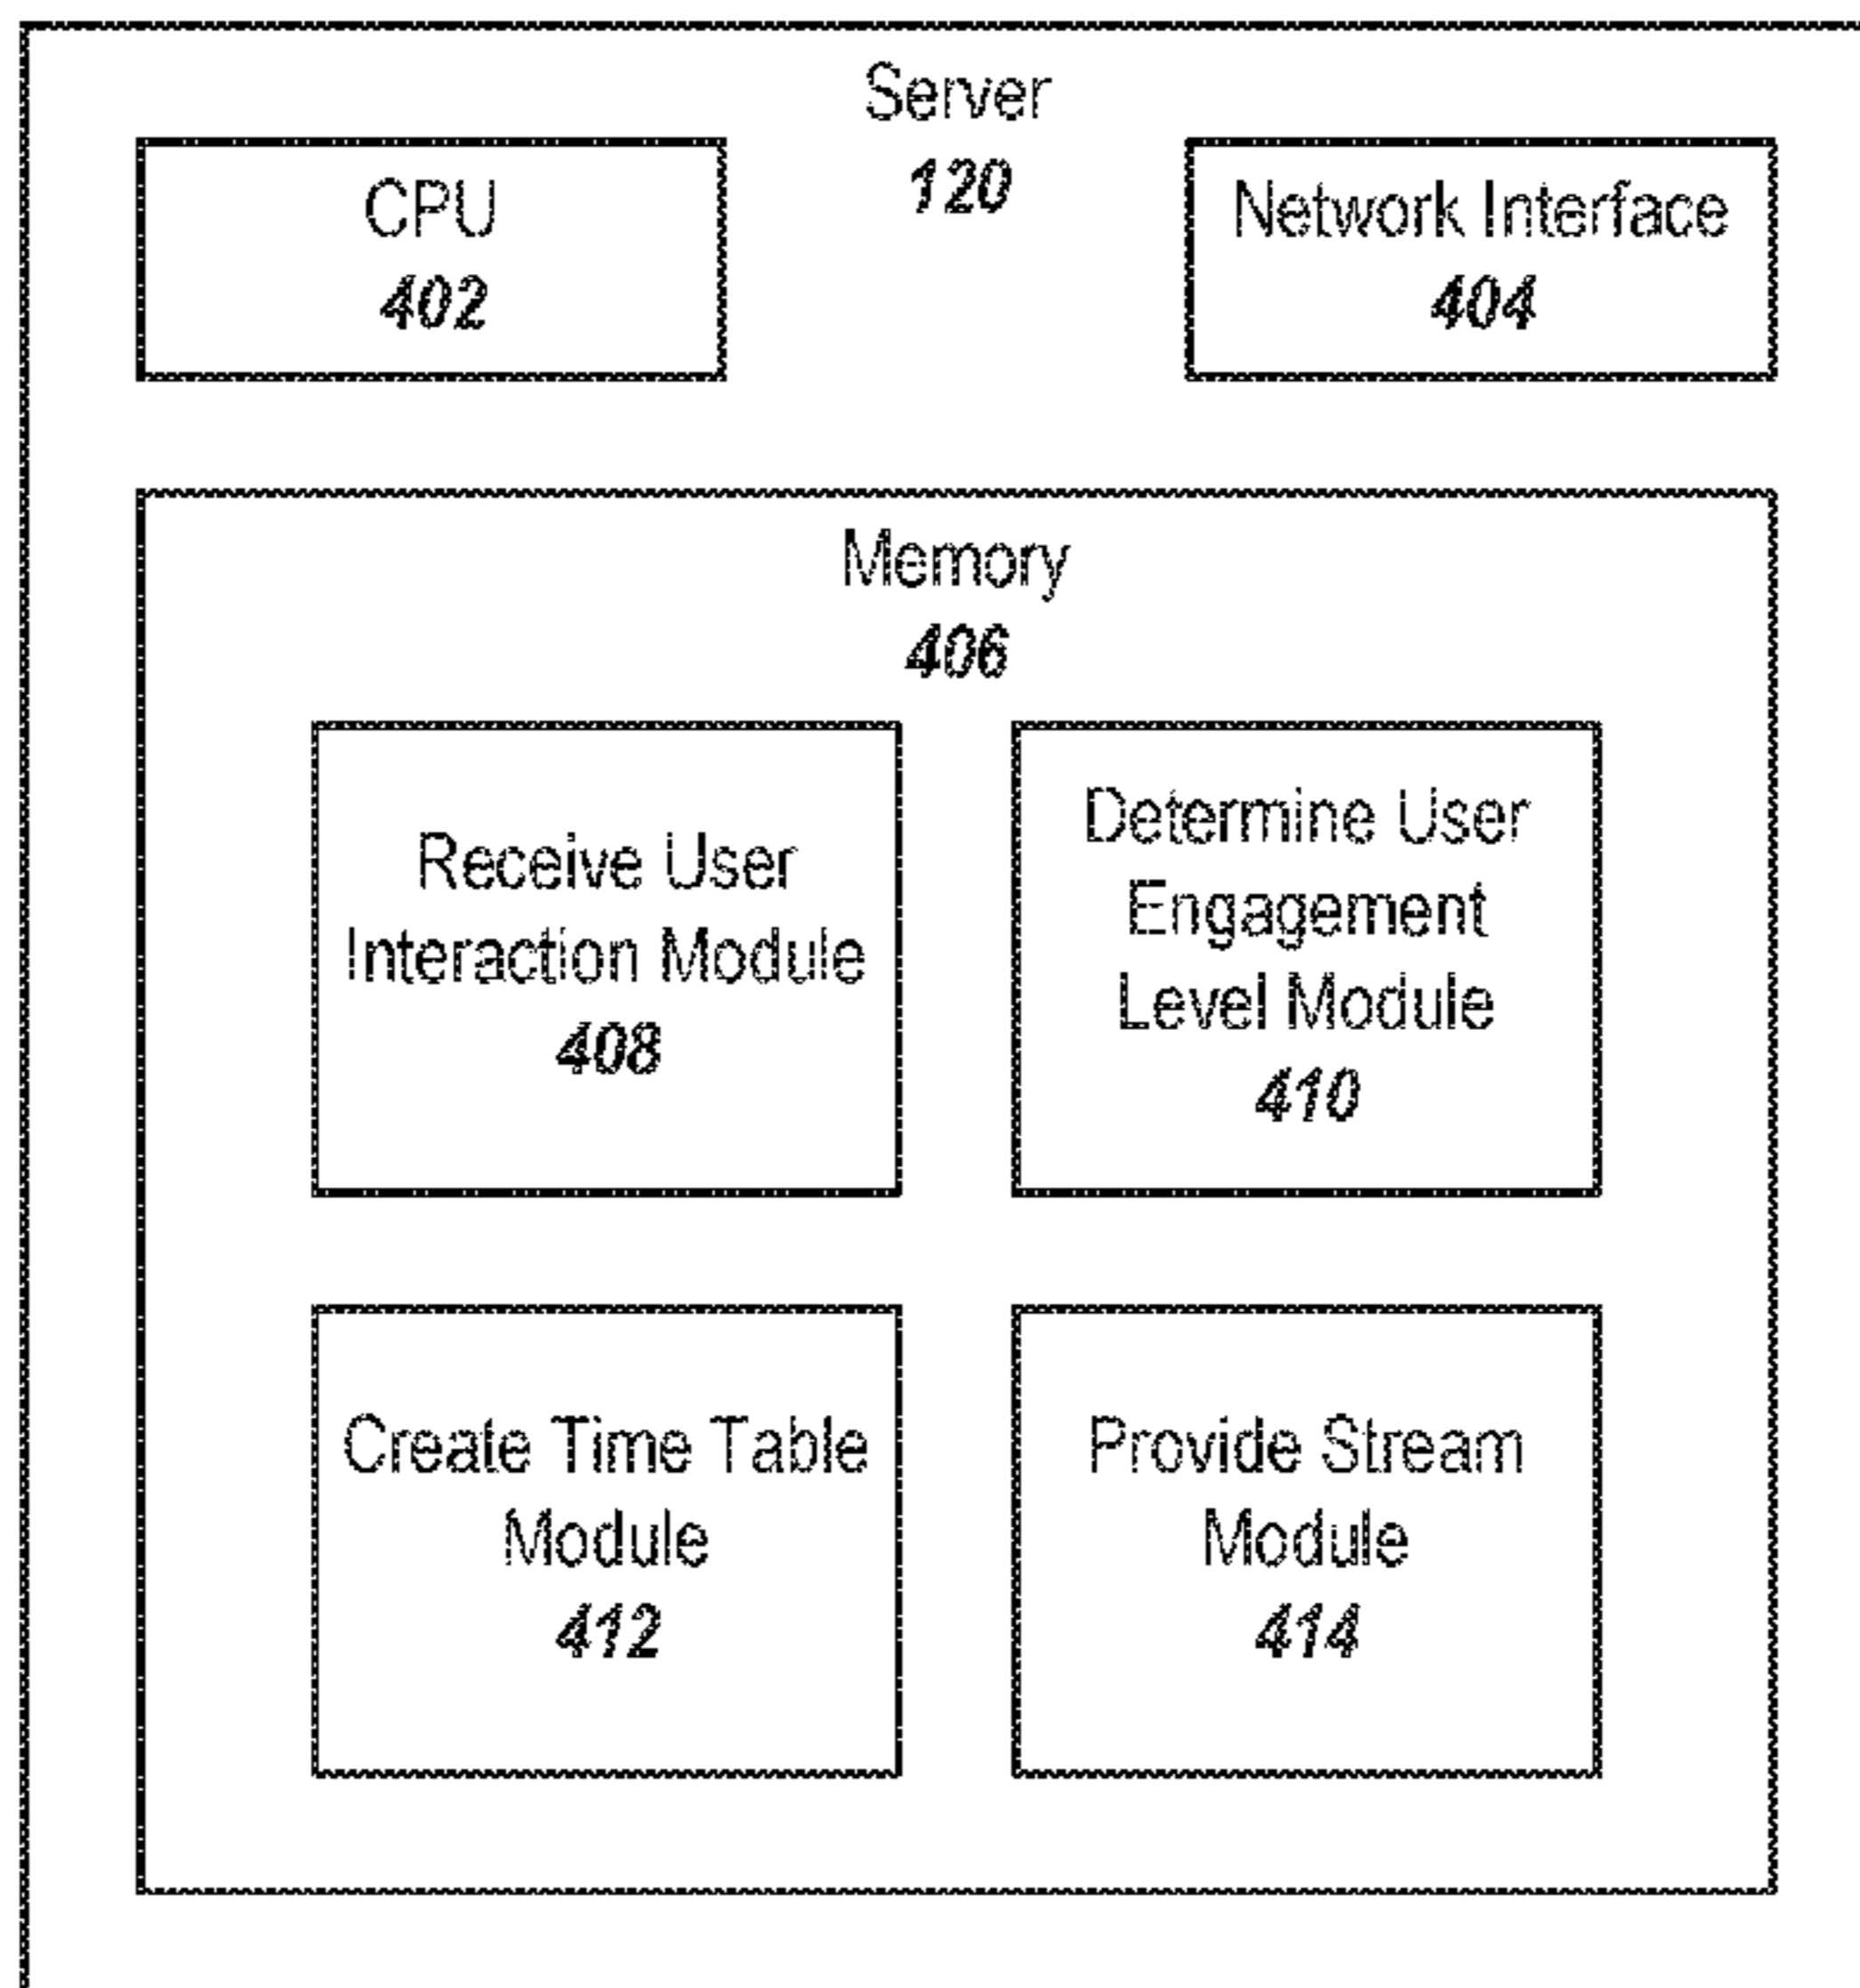 Server
120
CPU
402
Network Interface
404
Memory
406
Receive User
Interaction Module
408
Determine User
Engagement
Level Module
410
Create Time Table
Module
412
Provide Stream
Module
414